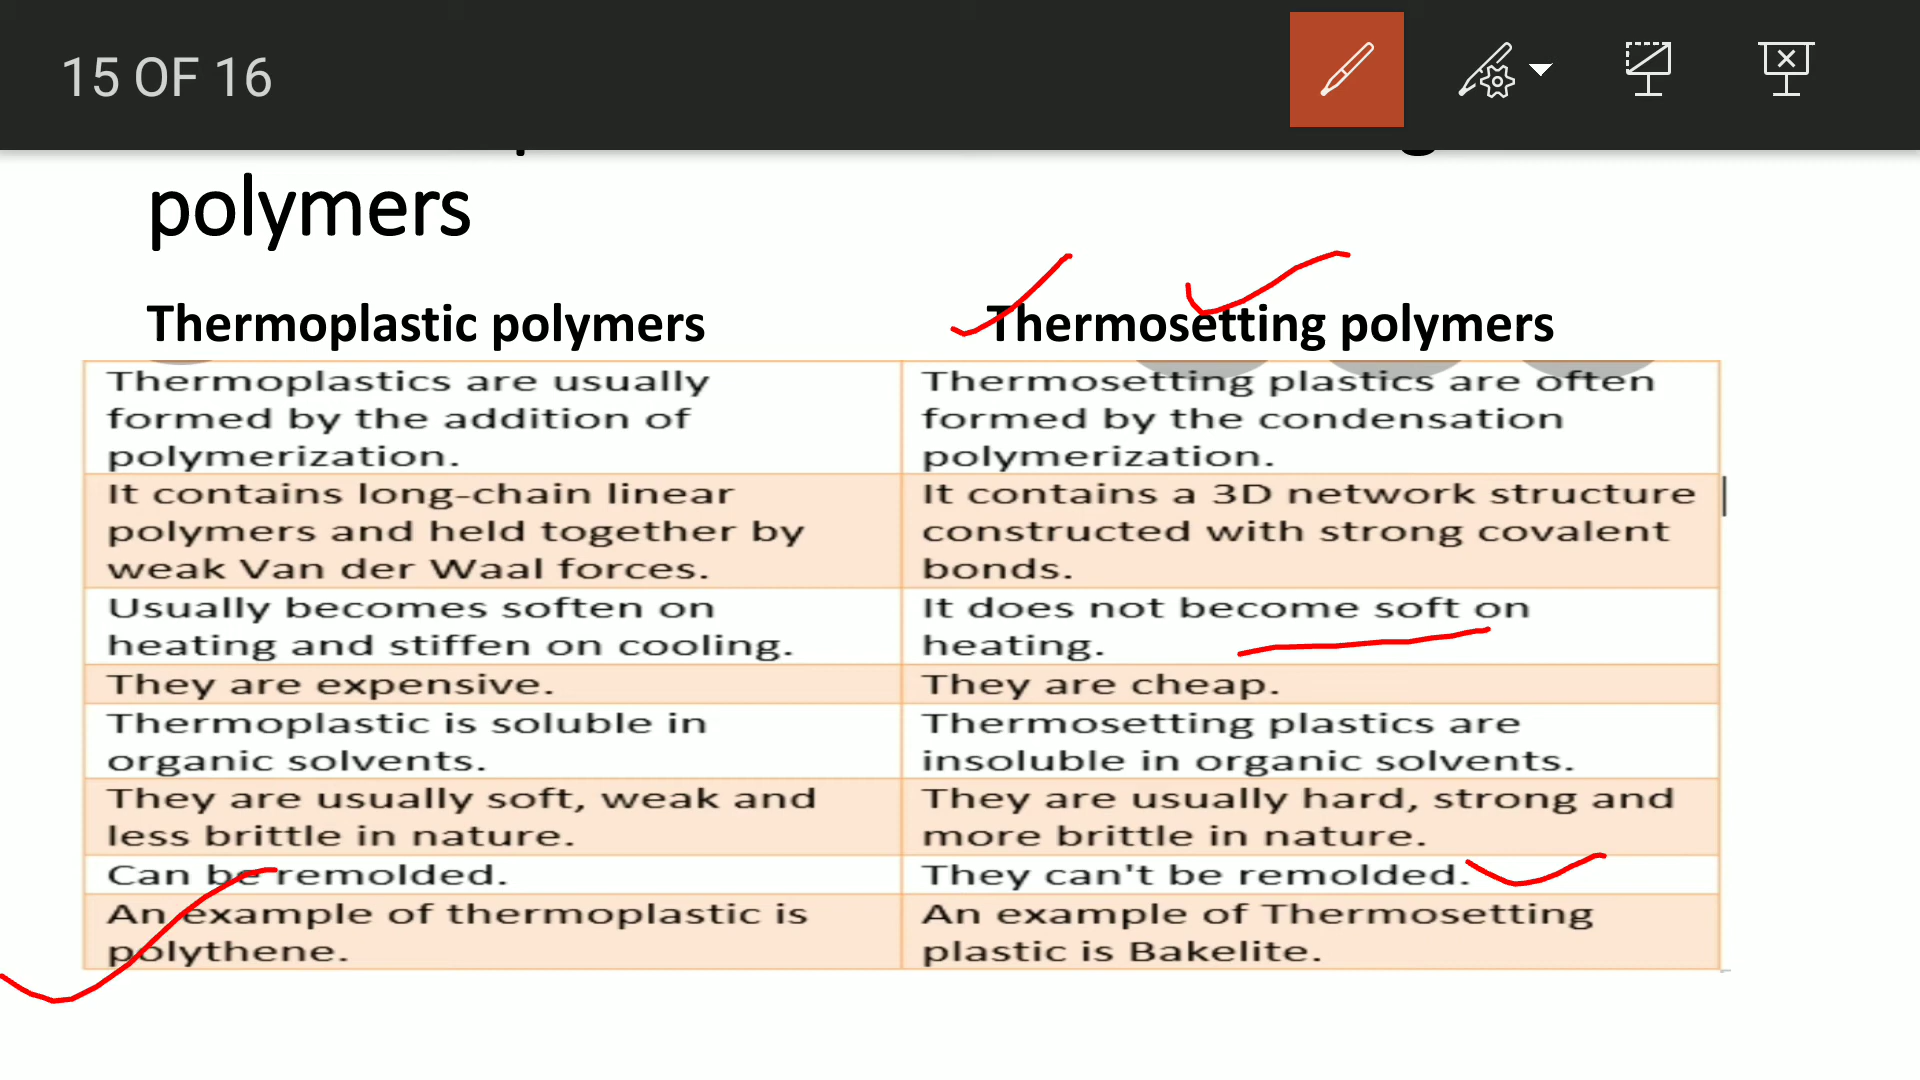 15 OF 16
polymers
Thermoplastic polymers
Thermosetting polymers
Thermoplastics are usually
formed by the addition of
polymerization.
Thermosetting plastics are often
formed by the condensation
polymerization.
It contains long-chain linear
polymers and held together by
weak Van der Waal forces.
It contains a 3D network structure
constructed with strong covalent
bonds.
Usually becomes soften on
heating and stiffen on cooling.
It does not become soft on
heating.
They are expensive.
They are cheap.
Thermoplastic is soluble in
organic solvents.
Thermosetting plastics are
insoluble in organic solvents.
They are usually soft, weak and
less brittle in nature.
They are usually hard, strong and
more brittle in nature.
Can be remolded.
They can't be remolded.
An example of thermoplastic is
polythene.
An example of Thermosetting
plastic is Bakelite.